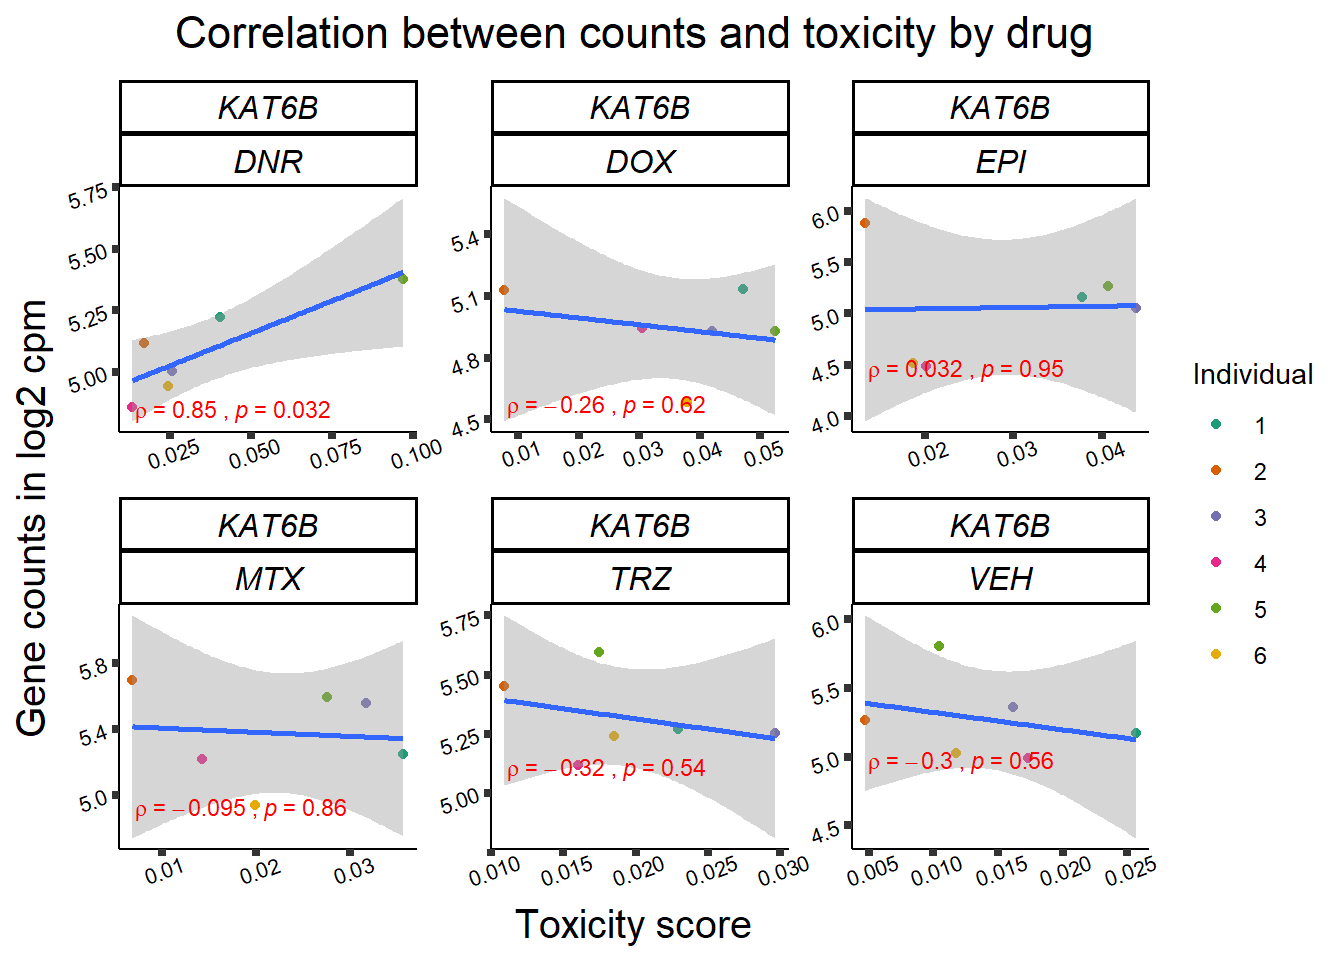 Correlation between counts and toxicity by drug
KAT6B
DNR
KAT6B
DOX
KAT6B
EPI
5.75
5.50
5.25
5.00
ρ = 0.85 , p = 0.032
0.025
0.050
0.075
0.100
5.4
5.1
4.8
4.5
ρ = −0.26 , p = 0.62
0.01
0.02
0.03
0.04
0.05
6.0
5.5
5.0
4.5
4.0
ρ = 0.032 , p = 0.95
0.02
0.03
0.04
KAT6B
MTX
KAT6B
TRZ
KAT6B
VEH
5.8
5.4
5.0
ρ = −0.095 , p = 0.86
0.01
0.02
0.03
5.75
5.50
5.25
5.00
ρ = −0.32 , p = 0.54
0.010
0.015
0.020
0.025
0.030
6.0
5.5
5.0
4.5
ρ = −0.3 , p = 0.56
0.005
0.010
0.015
0.020
0.025
Gene counts in log2 cpm
Toxicity score
Individual
1
2
3
4
5
6